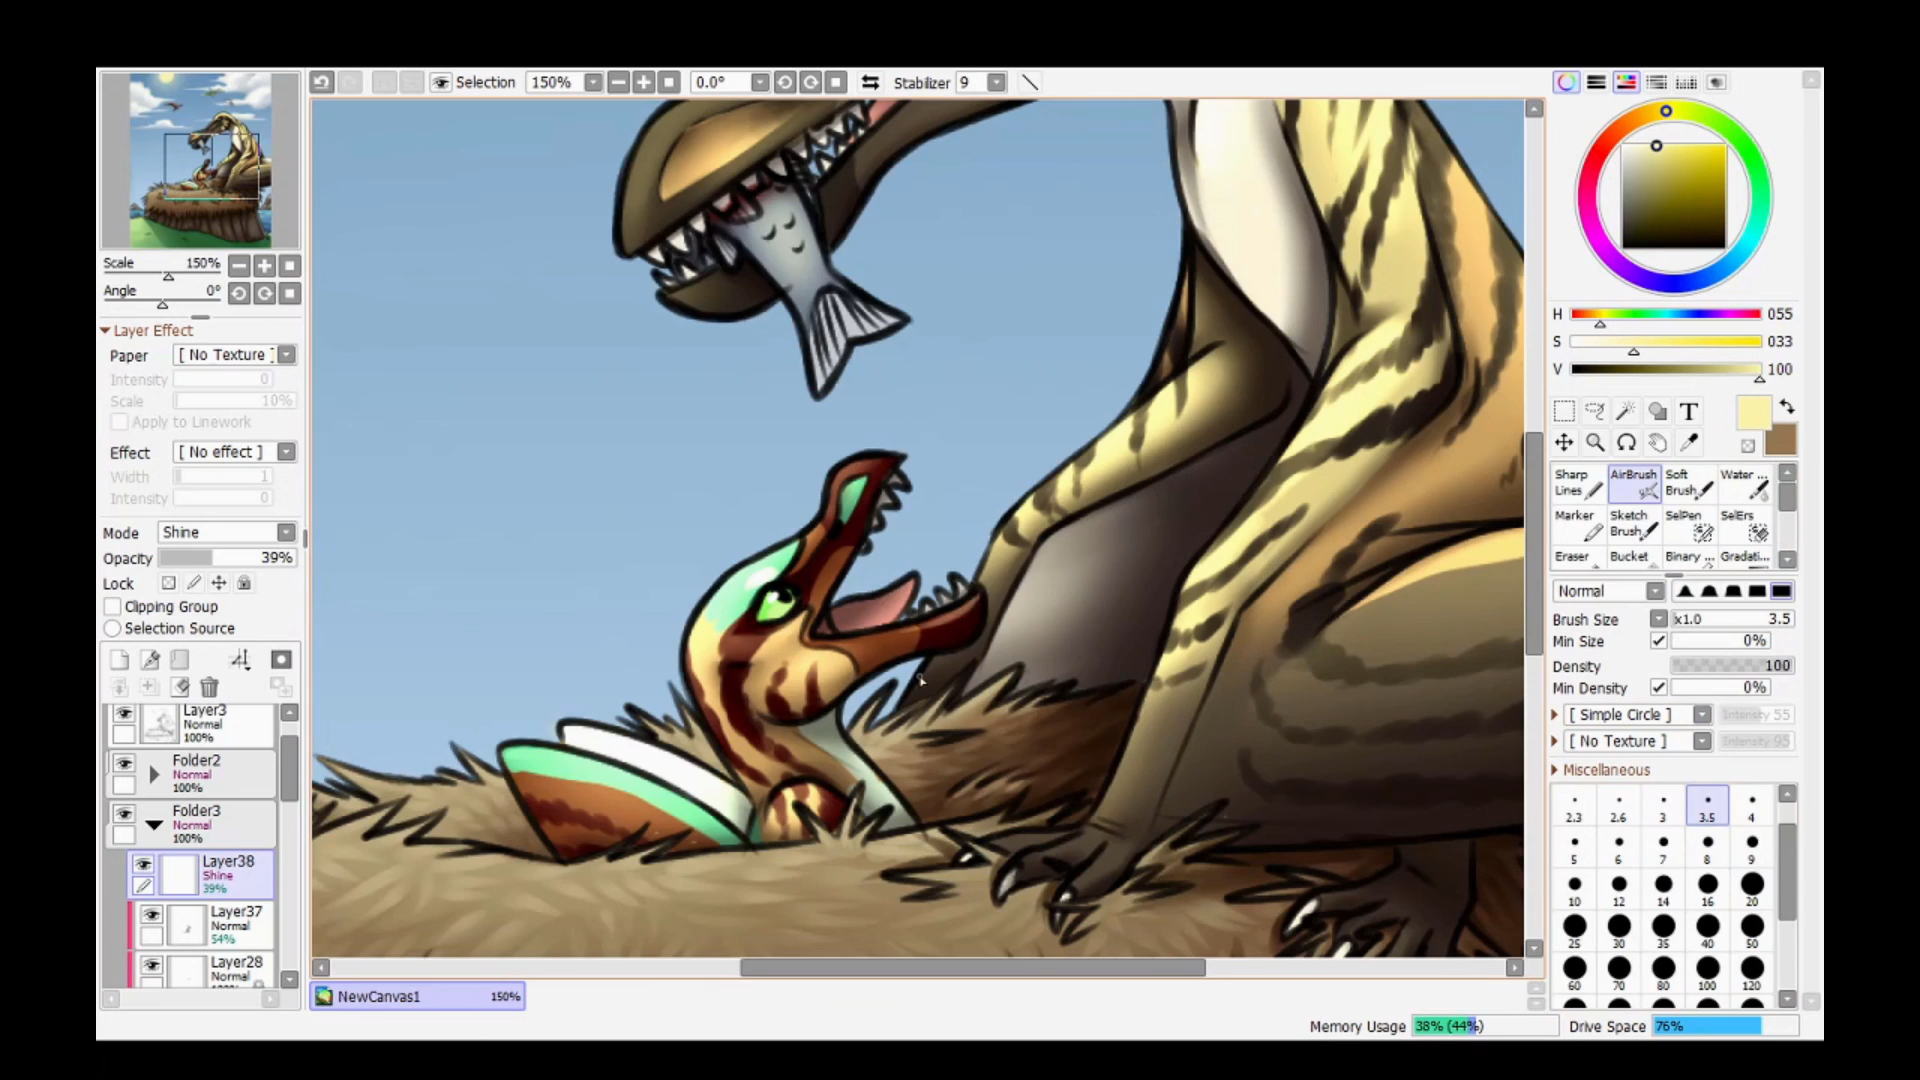 Selection 150% 0.0° Stabilizer 9
Scale 150%
Angle 0°
Layer Effect
Paper [ No Texture ]
Intensity 0
Scale 10%
Apply to Linework
Effect [ No effect ]
Width 1
Intensity 0
Mode Shine
Opacity 39%
Lock
Clipping Group
Selection Source
Layer3
Normal
100%
Folder2
Normal
100%
Folder3
Normal
100%
Layer38
Shine
39%
Layer37
Normal
54%
Layer28
Normal
NewCanvas1 150%
H 055
S 033
V 100
T
Sharp Lines AirBrush Soft Brush Water ...
Marker Sketch Brush SelPen SelErs
Eraser Bucket Binary ... Gradati...
Normal
Brush Size x1.0 3.5
Min Size 0%
Density 100
Min Density 0%
[ Simple Circle ] Intensity 55
[ No Texture ] Intensity 95
Miscellaneous
2.3 2.6 3 3.5 4
5 6 7 8 9
10 12 14 16 20
25 30 35 40 50
60 70 80 100 120
Memory Usage 38% (44%) Drive Space 76%